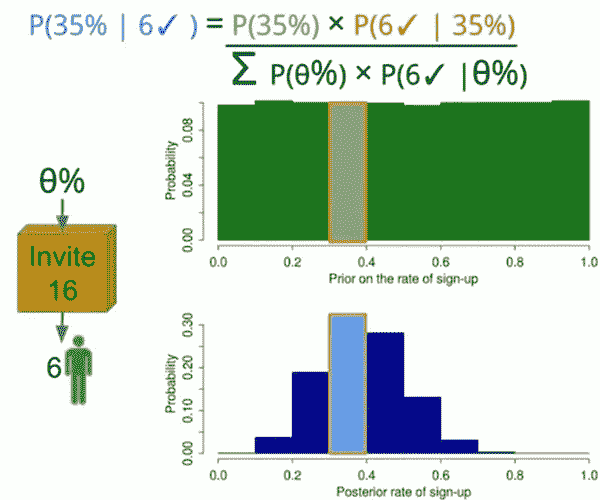 P(35% | 6✓ ) = P(35%) × P(6✓ | 35%)
Σ P(θ%) × P(6✓ |θ%)
θ%
Invite
16
6
Probability
0.00 0.04 0.08
0.0 0.2 0.4 0.6 0.8 1.0
Prior on the rate of sign-up
Probability
0.00 0.10 0.20 0.30
0.0 0.2 0.4 0.6 0.8 1.0
Posterior rate of sign-up